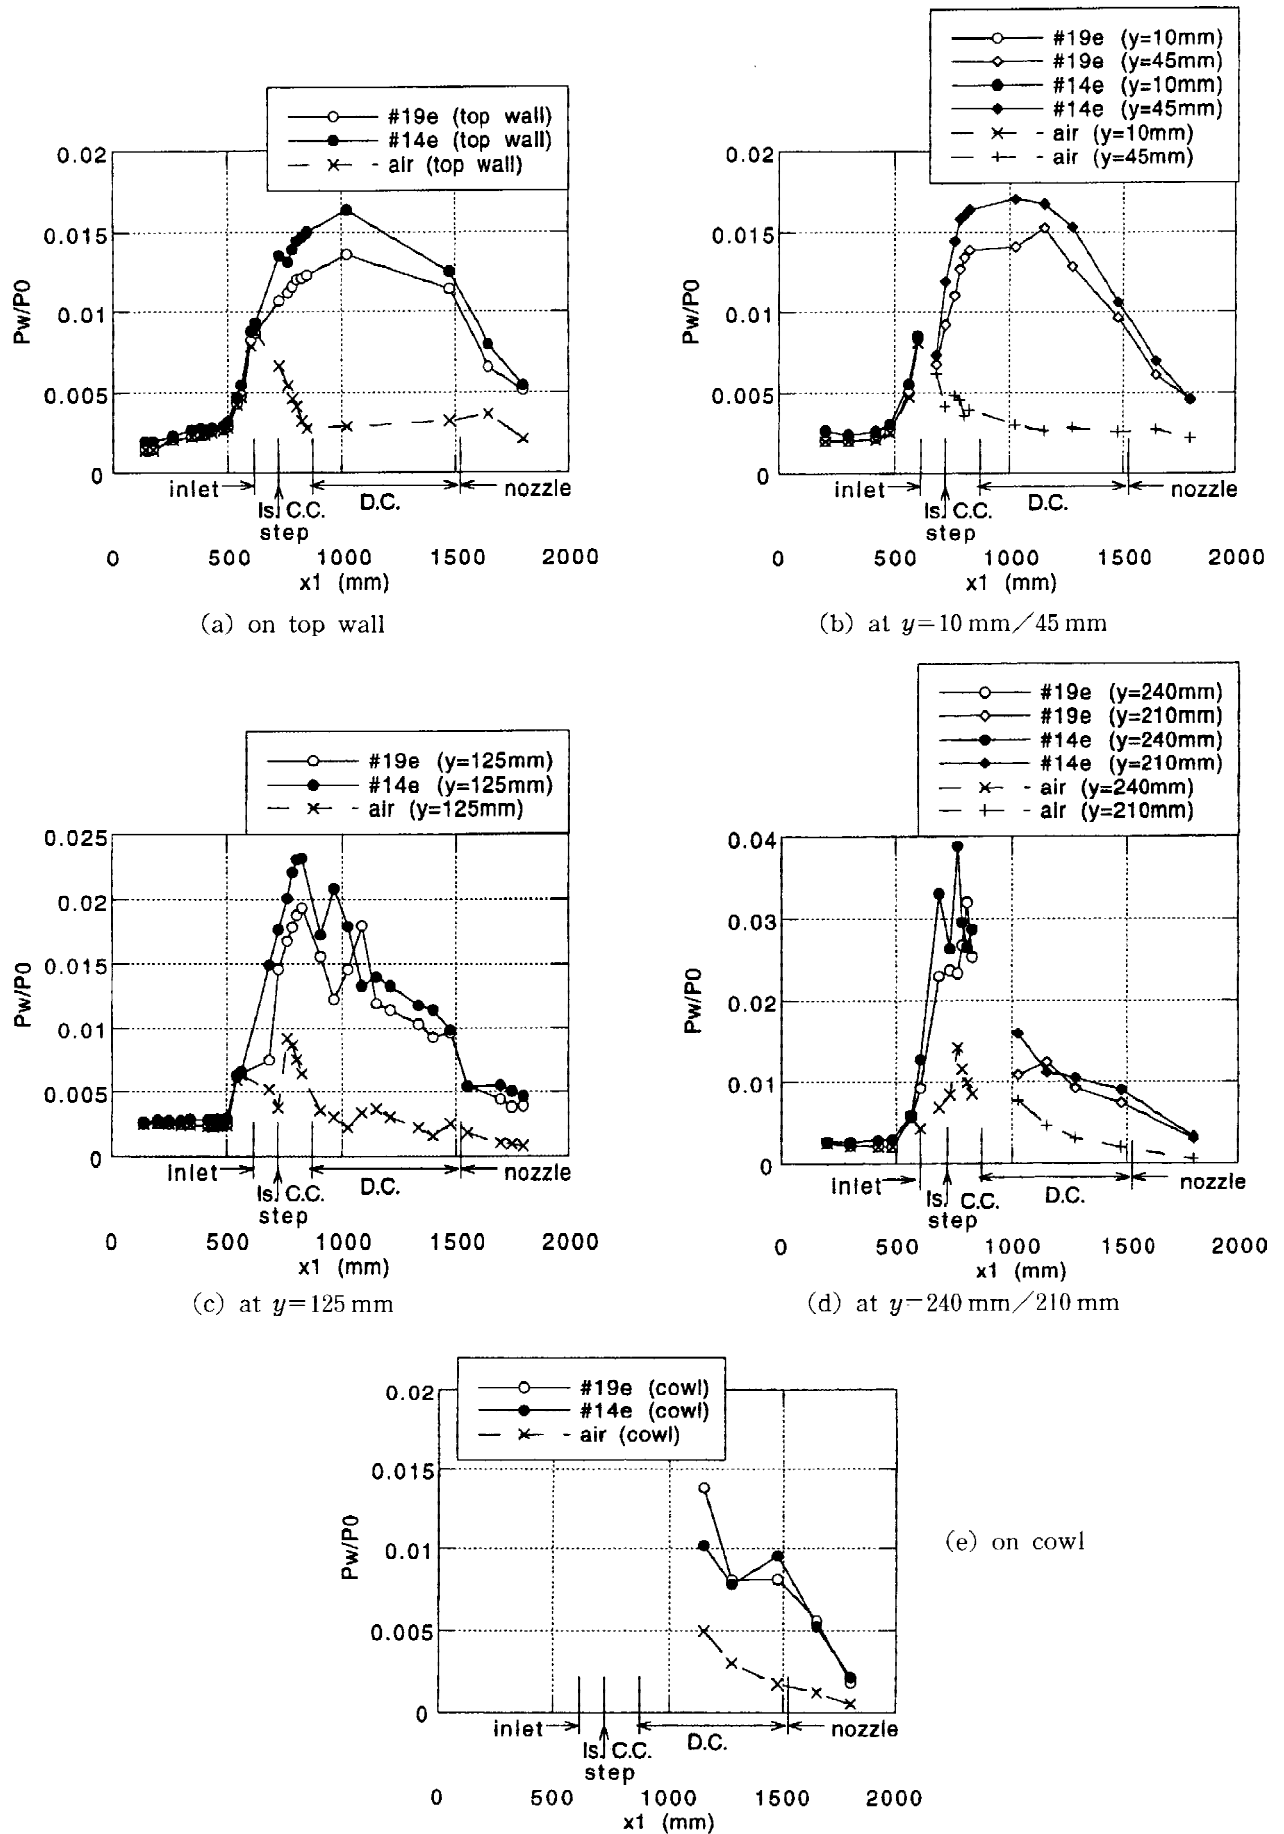 #19e (top wall)
#14e (top wall)
air (top wall)
0.02
0.015
0.01
0.005
0
Pw/P0
inlet
Is.
C.C.
D.C.
nozzle
step
0 500 1000 1500 2000
x1 (mm)
(a) on top wall
#19e (y=10mm)
#19e (y=45mm)
#14e (y=10mm)
#14e (y=45mm)
air (y=10mm)
air (y=45mm)
0.02
0.015
0.01
0.005
0
Pw/P0
inlet
Is.
C.C.
D.C.
nozzle
step
0 500 1000 1500 2000
x1 (mm)
(b) at y=10 mm/45 mm
#19e (y=125mm)
#14e (y=125mm)
air (y=125mm)
0.025
0.02
0.015
0.01
0.005
0
Pw/P0
inlet
Is.
C.C.
D.C.
nozzle
step
0 500 1000 1500 2000
x1 (mm)
(c) at y=125 mm
#19e (y=240mm)
#19e (y=210mm)
#14e (y=240mm)
#14e (y=210mm)
air (y=240mm)
air (y=210mm)
0.04
0.03
0.02
0.01
0
Pw/P0
inlet
Is.
C.C.
D.C.
nozzle
step
0 500 1000 1500 2000
x1 (mm)
(d) at y=240 mm/210 mm
#19e (cowl)
#14e (cowl)
air (cowl)
0.02
0.015
0.01
0.005
0
Pw/P0
inlet
Is.
C.C.
D.C.
nozzle
step
0 500 1000 1500 2000
x1 (mm)
(e) on cowl